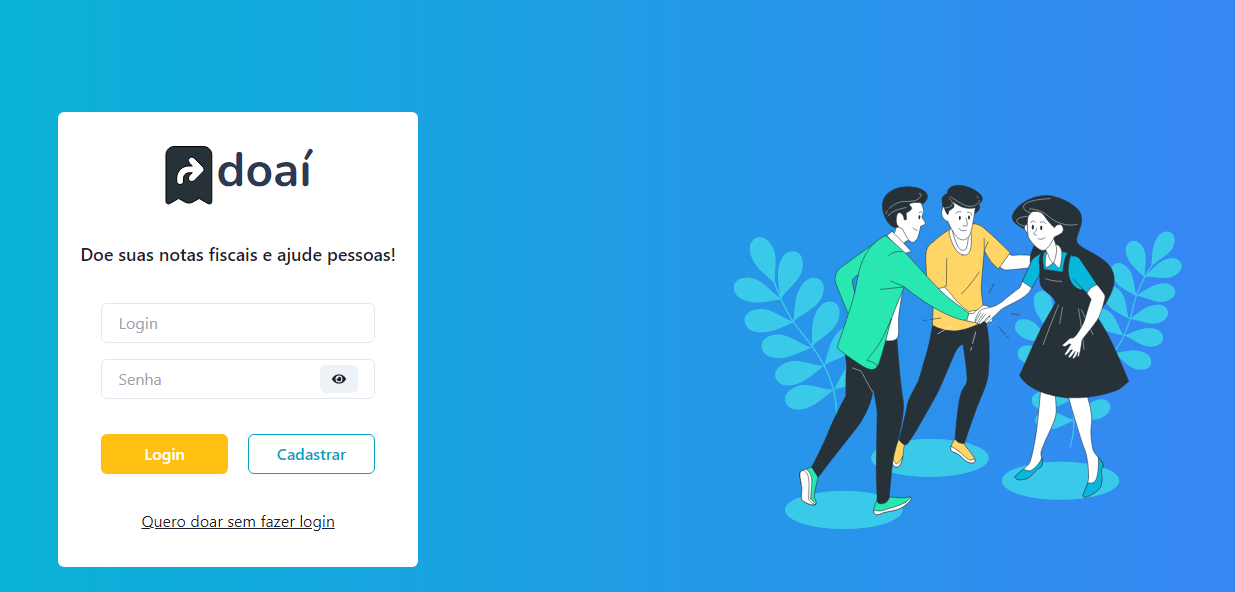 doaí
Doe suas notas fiscais e ajude pessoas!
Login
Senha
Login Cadastrar
Quero doar sem fazer login